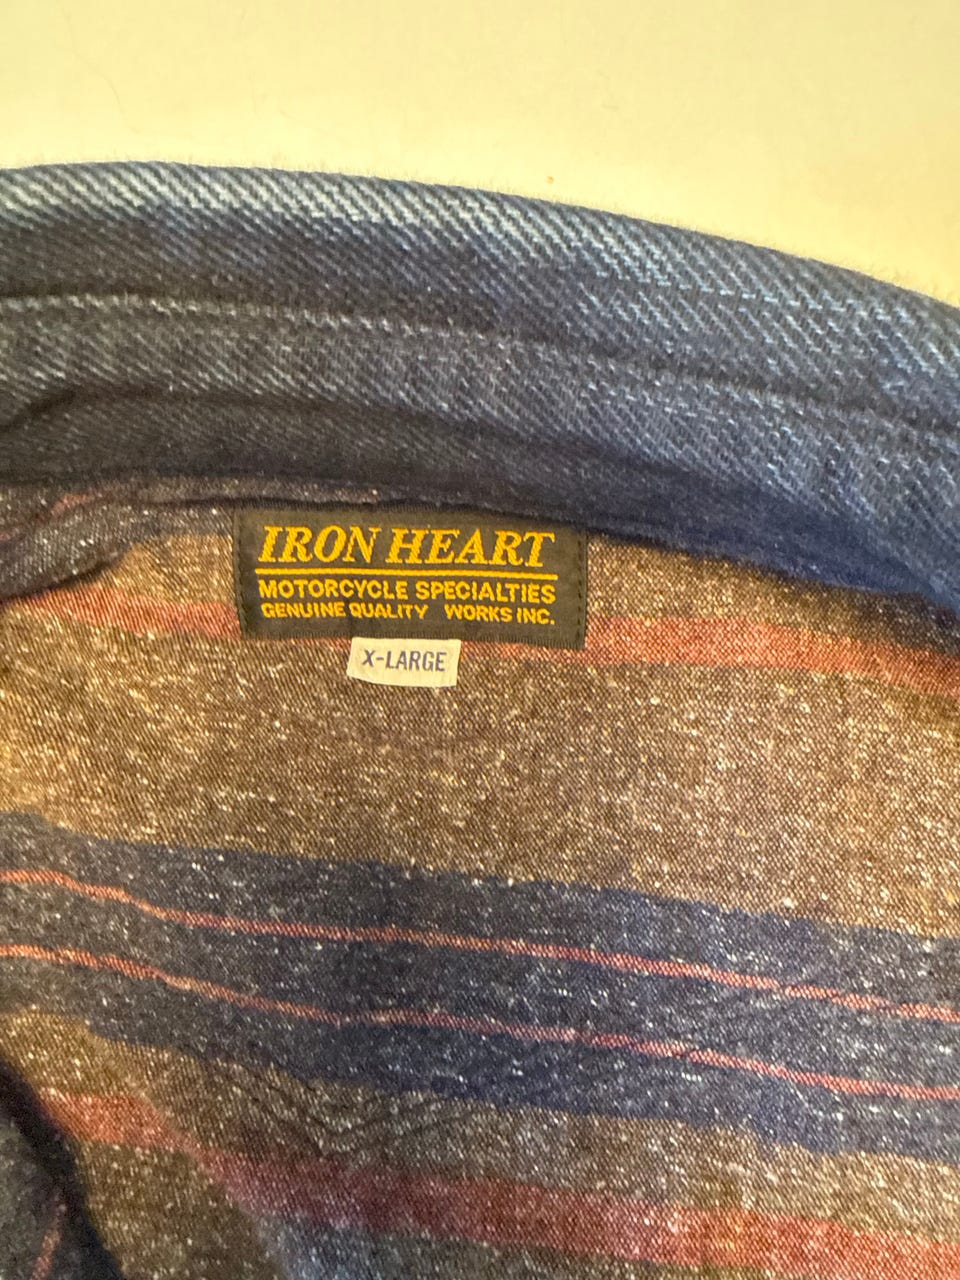 IRON HEART
MOTORCYCLE SPECIALTIES
GENUINE QUALITY WORKS INC.
X-LARGE